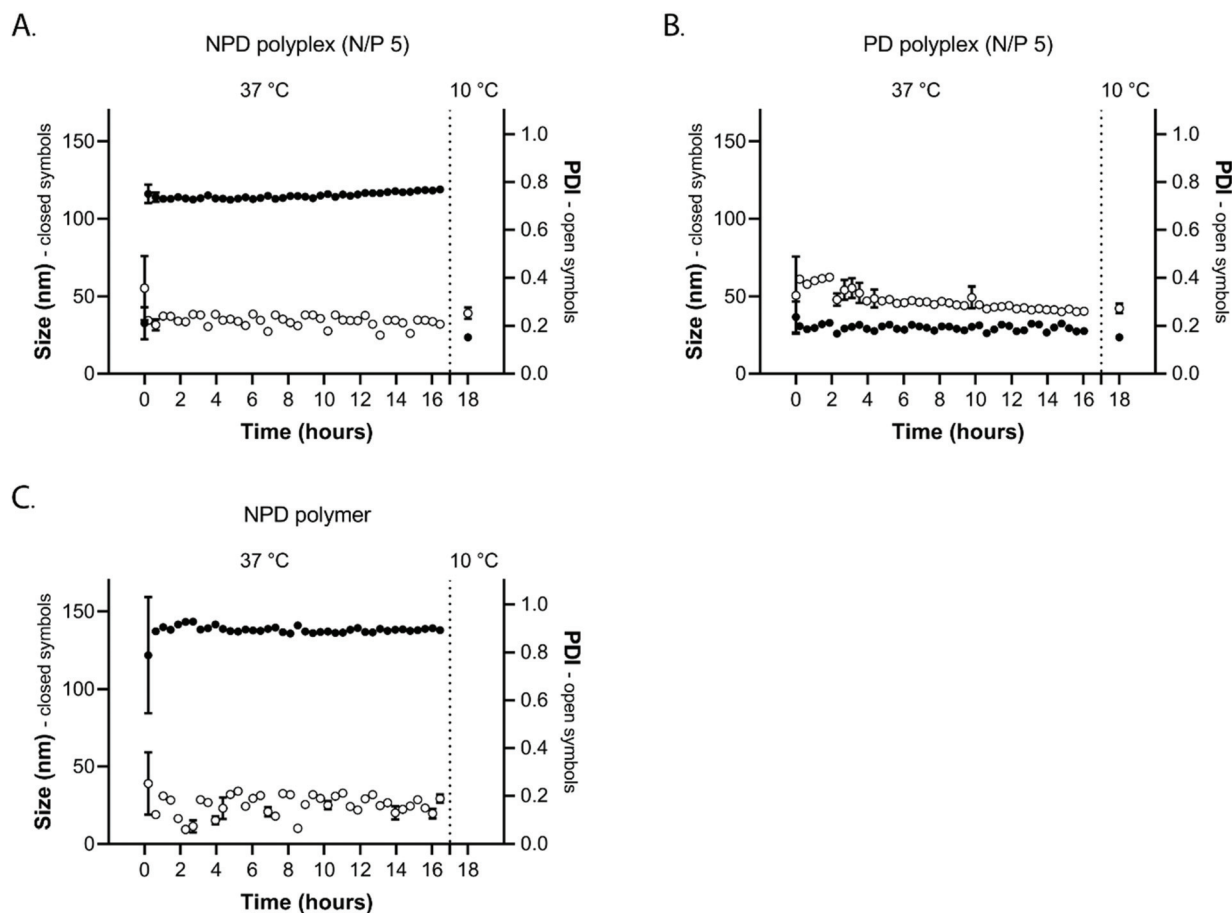 A.
NPD polyplex (N/P 5)
37 °C
10 °C
Size (nm) - closed symbols
150
100
50
0
1.0
0.8
0.6
0.4
0.2
0.0
PDI - open symbols
0 2 4 6 8 10 12 14 16 18
Time (hours)
B.
PD polyplex (N/P 5)
37 °C
10 °C
Size (nm) - closed symbols
150
100
50
0
1.0
0.8
0.6
0.4
0.2
0.0
PDI - open symbols
0 2 4 6 8 10 12 14 16 18
Time (hours)
C.
NPD polymer
37 °C
10 °C
Size (nm) - closed symbols
150
100
50
0
1.0
0.8
0.6
0.4
0.2
0.0
PDI - open symbols
0 2 4 6 8 10 12 14 16 18
Time (hours)